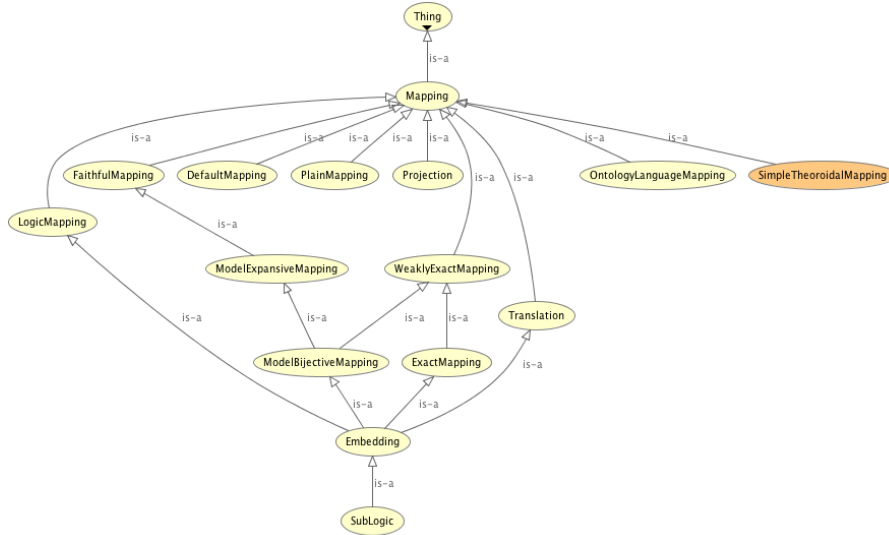 Thing
is-a
Mapping
is-a
is-a
is-a
is-a
is-a
is-a
is-a
FaithfulMapping
DefaultMapping
PlainMapping
Projection
is-a
is-a
OntologyLanguageMapping
SimpleTheoroidalMapping
LogicMapping
is-a
ModelExpansiveMapping
WeaklyExactMapping
is-a
is-a
is-a
is-a
Translation
ModelBijectiveMapping
ExactMapping
is-a
is-a
is-a
is-a
Embedding
is-a
SubLogic